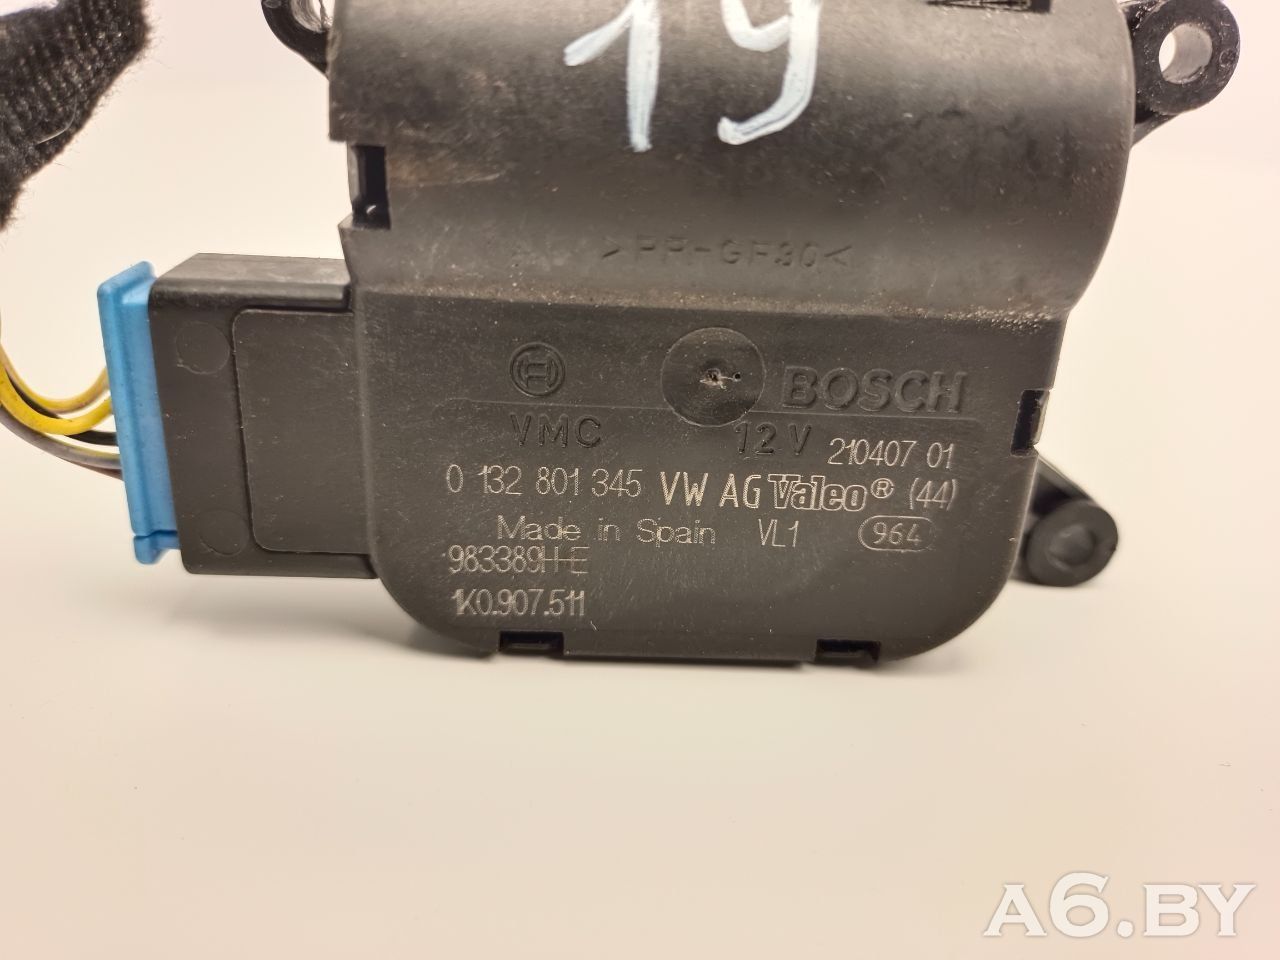 19
>PP-GF30<
BOSCH
VMC 12V 210407 01
0 132 801 345 VW AG Valeo® (44)
Made in Spain VL1 964
983389H-E
1K0.907.511
A6.BY